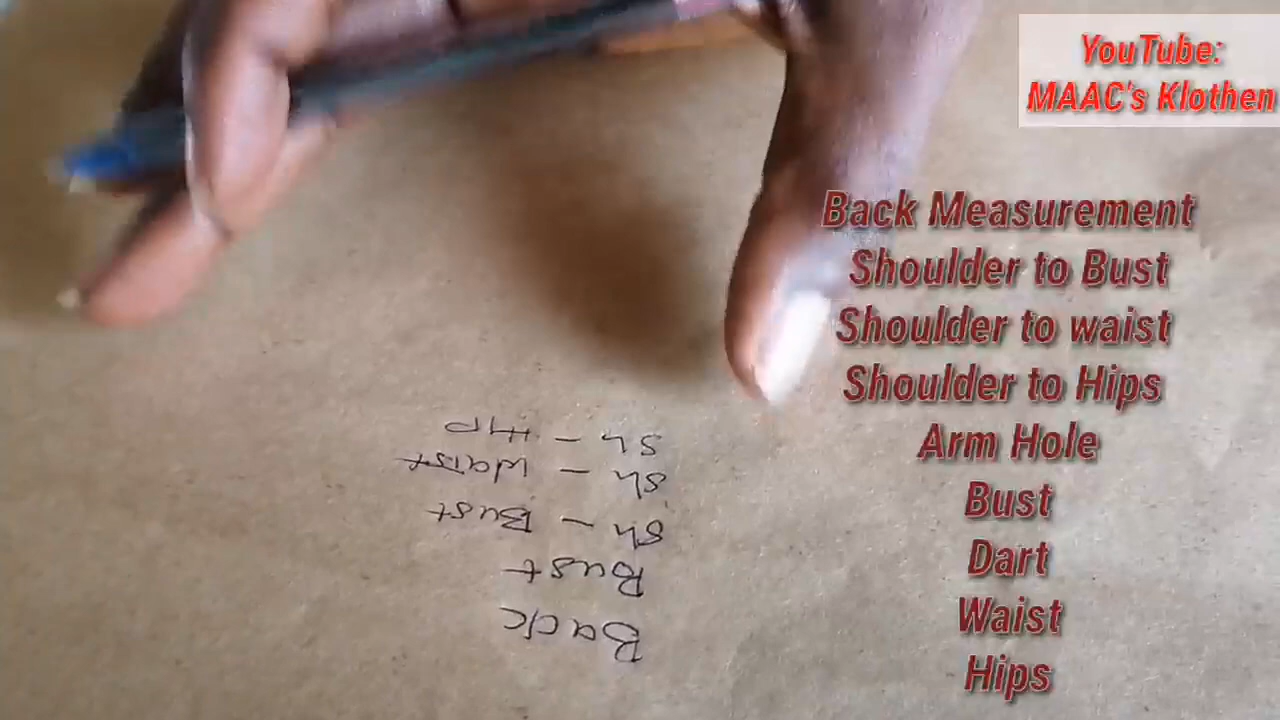 YouTube:
MAAC's Klothen
Back Measurement
Shoulder to Bust
Shoulder to waist
Shoulder to Hips
Arm Hole
Bust
Dart
Waist
Hips
Back
Bust
Sh - Bust
Sh - Waist
Sh - Hip